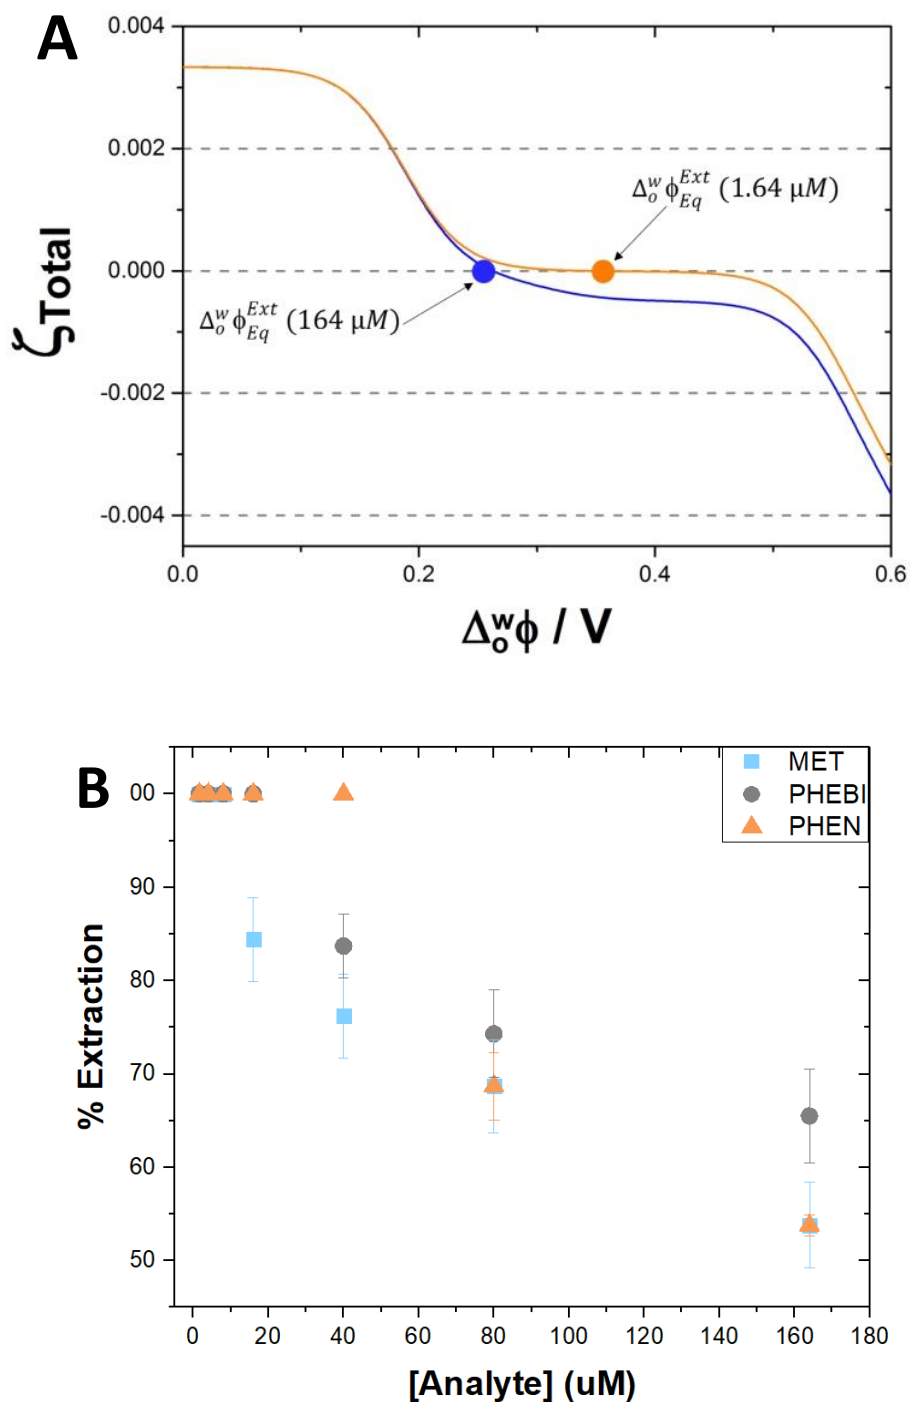 A
0.004
0.002
0.000
-0.002
-0.004
ζTotal
Δ_o^w ϕ_Eq^Ext (1.64 µM)
Δ_o^w ϕ_Eq^Ext (164 µM)
0.0 0.2 0.4 0.6
Δ_o^w ϕ / V
B
MET
PHEBI
PHEN
00
90
80
70
60
50
% Extraction
0 20 40 60 80 100 120 140 160 180
[Analyte] (uM)